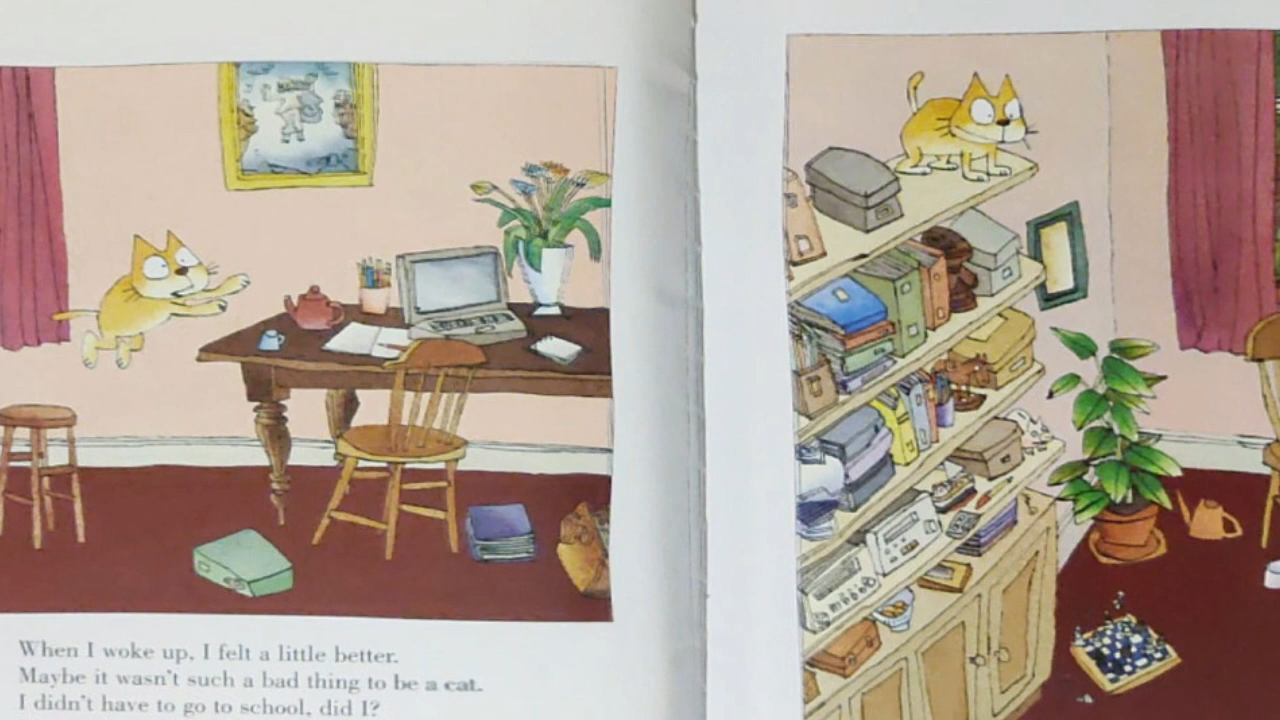 When I woke up, I felt a little better.
Maybe it wasn't such a bad thing to be a cat.
I didn't have to go to school, did I?